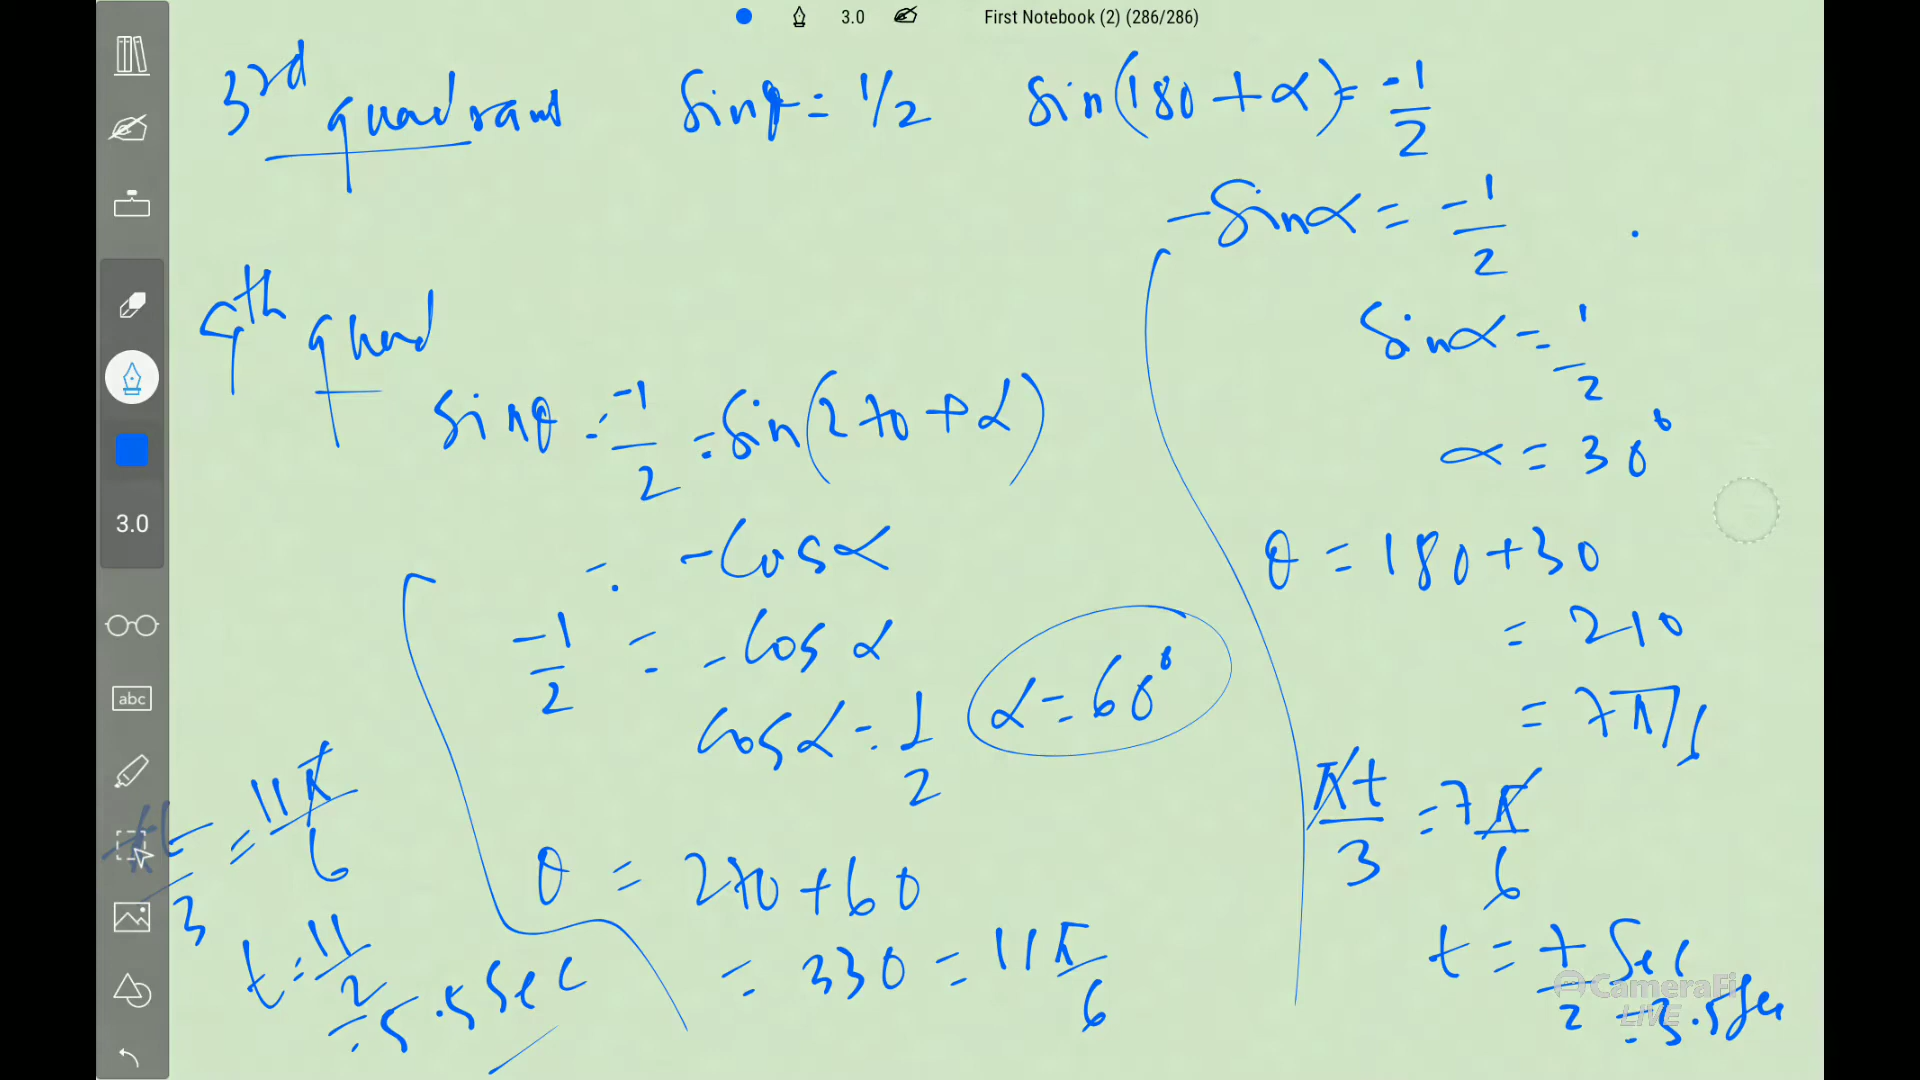 3.0 First Notebook (2) (286/286)
3rd quadrant sinθ = 1/2 sin(180 + α) = -1/2
-sinα = -1/2
sinα = 1/2
α = 30°
θ = 180 + 30
= 210
= 7π/6
πt/3 = 7π/6
t = 7/2 sec
= 3.5 sec
4th quad
sinθ = -1/2 = sin(270 + α)
= -cosα
-1/2 = -cos α
cosα = 1/2 α = 60°
θ = 270 + 60
= 330 = 11π/6
πt/3 = 11π/6
t = 11/2
= 5.5 sec
3.0
abc
CameraFi
LIVE